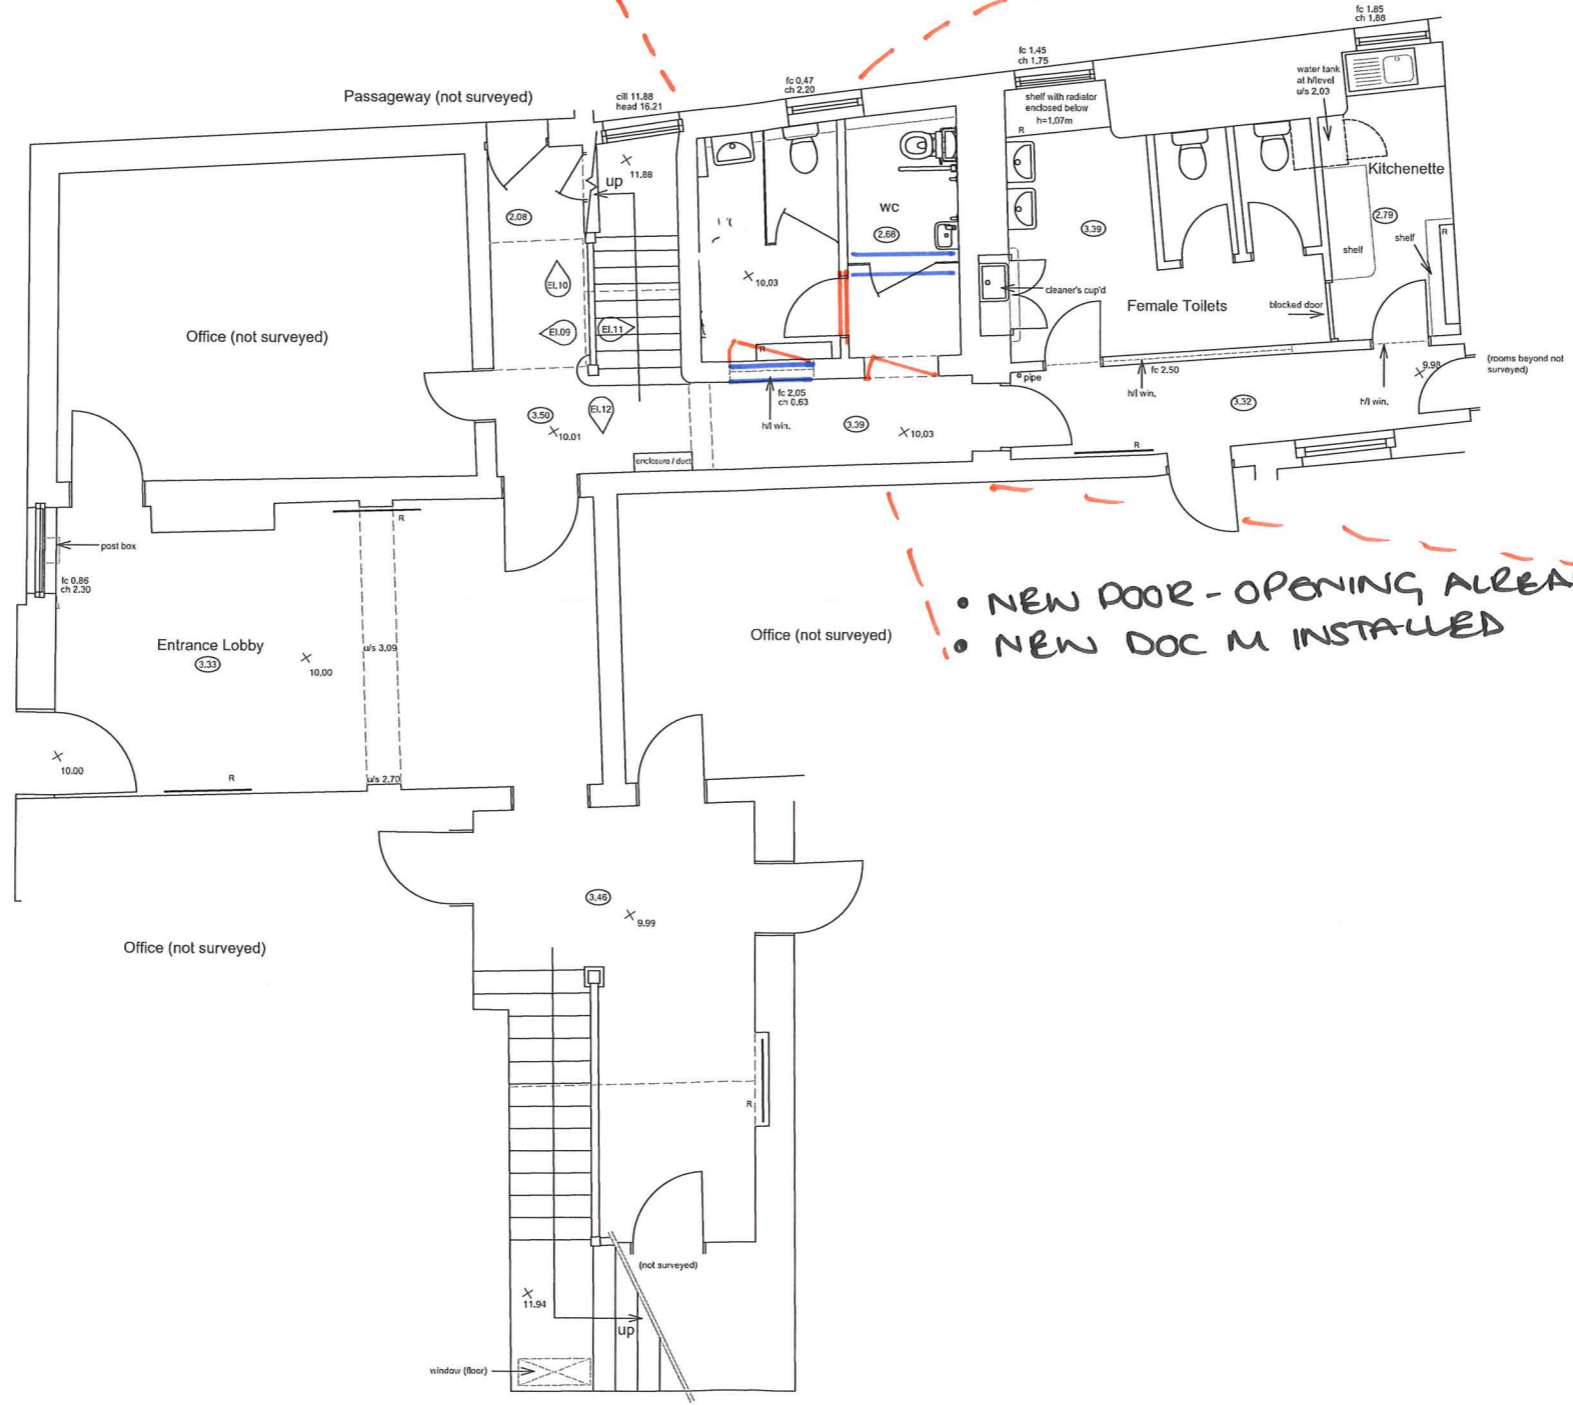 fc 1.85
ch 1.88
fc 1.45
ch 1.75
fc 0.47
ch 2.20
water tank
at h/level
u/s 2.03
Passageway (not surveyed)
cill 11.88
head 16.21
shelf with radiator
enclosed below
h=1.07m
R
11.88
up
Kitchenette
2.08
WC
2.68
3.39
2.79
shelf
shelf
R
10.03
EI.10
cleaner's cup'd
Female Toilets
blocked door
Office (not surveyed)
EI.09
EI.11
R
pipe
fc 2.50
9.98
(rooms beyond not
surveyed)
fc 2.05
ch 0.63
h/l win.
h/l win.
h/l win.
3.50
EI.12
10.01
3.39
10.03
3.32
R
enclosure / duct
R
post box
fc 0.86
ch 2.30
• NEW DOOR - OPENING ALREA
• NEW DOC M INSTALLED
Office (not surveyed)
Entrance Lobby
3.33
u/s 3.09
10.00
10.00
R
u/s 2.70
3.46
9.99
Office (not surveyed)
R
(not surveyed)
11.94
up
window (floor)